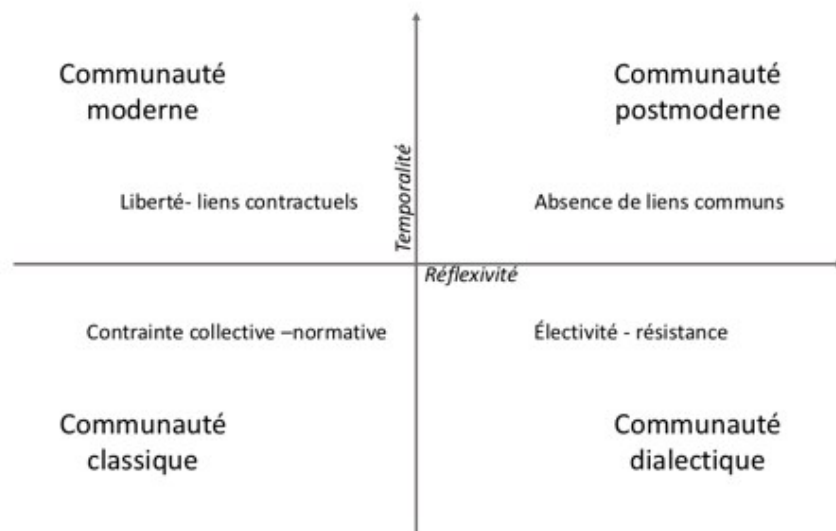 Communauté
moderne
Communauté
postmoderne
Temporalité
Liberté- liens contractuels
Absence de liens communs
Réflexivité
Contrainte collective –normative
Électivité - résistance
Communauté
classique
Communauté
dialectique